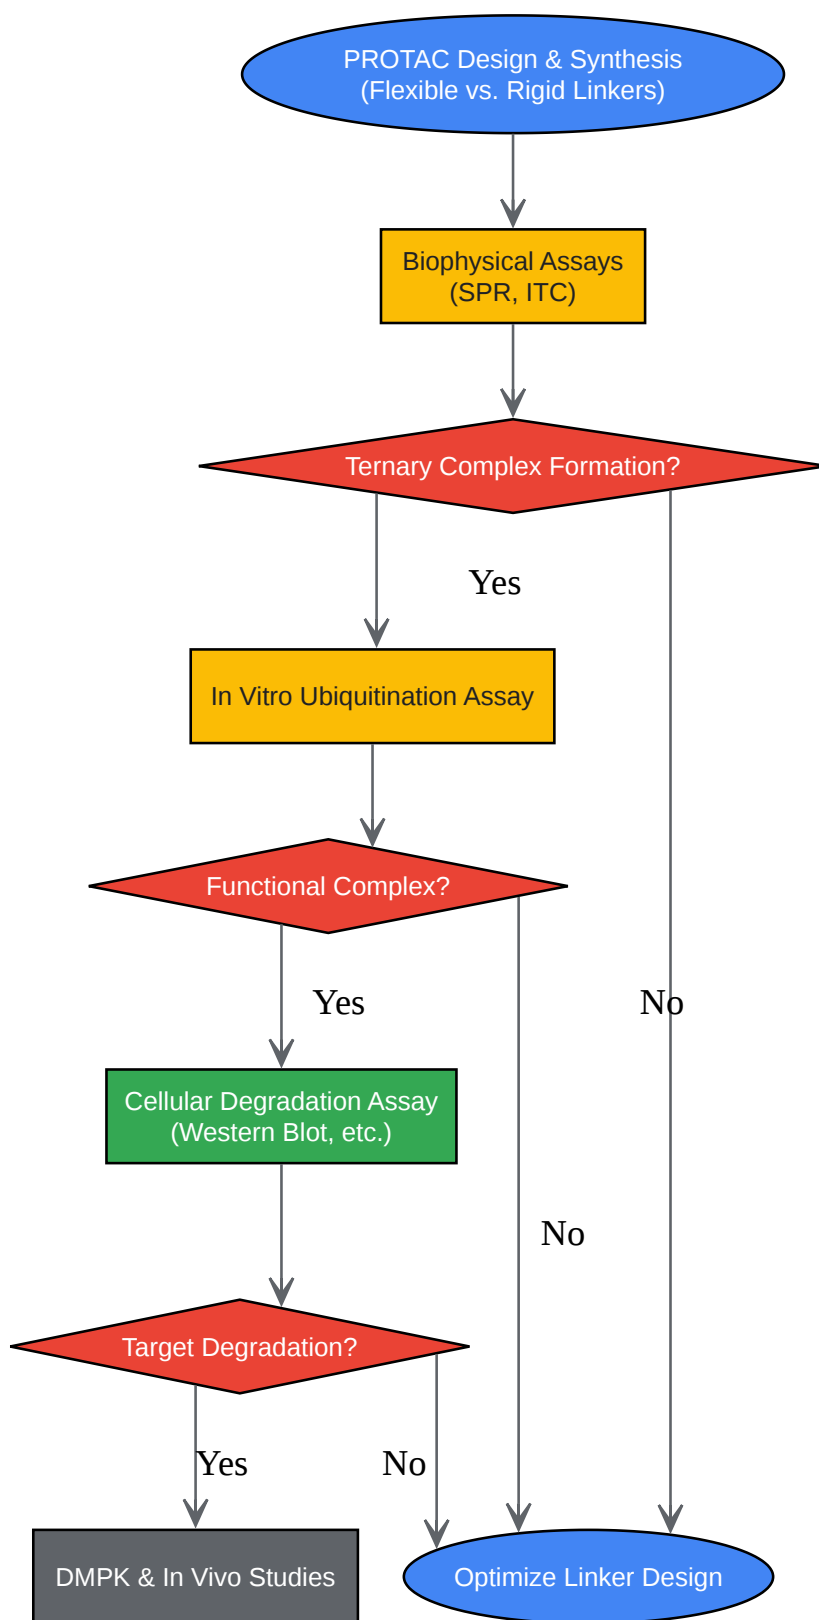 PROTAC Design & Synthesis
(Flexible vs. Rigid Linkers)
Biophysical Assays
(SPR, ITC)
Ternary Complex Formation?
Yes
In Vitro Ubiquitination Assay
Functional Complex?
Yes
No
Cellular Degradation Assay
(Western Blot, etc.)
No
Target Degradation?
Yes
No
DMPK & In Vivo Studies
Optimize Linker Design